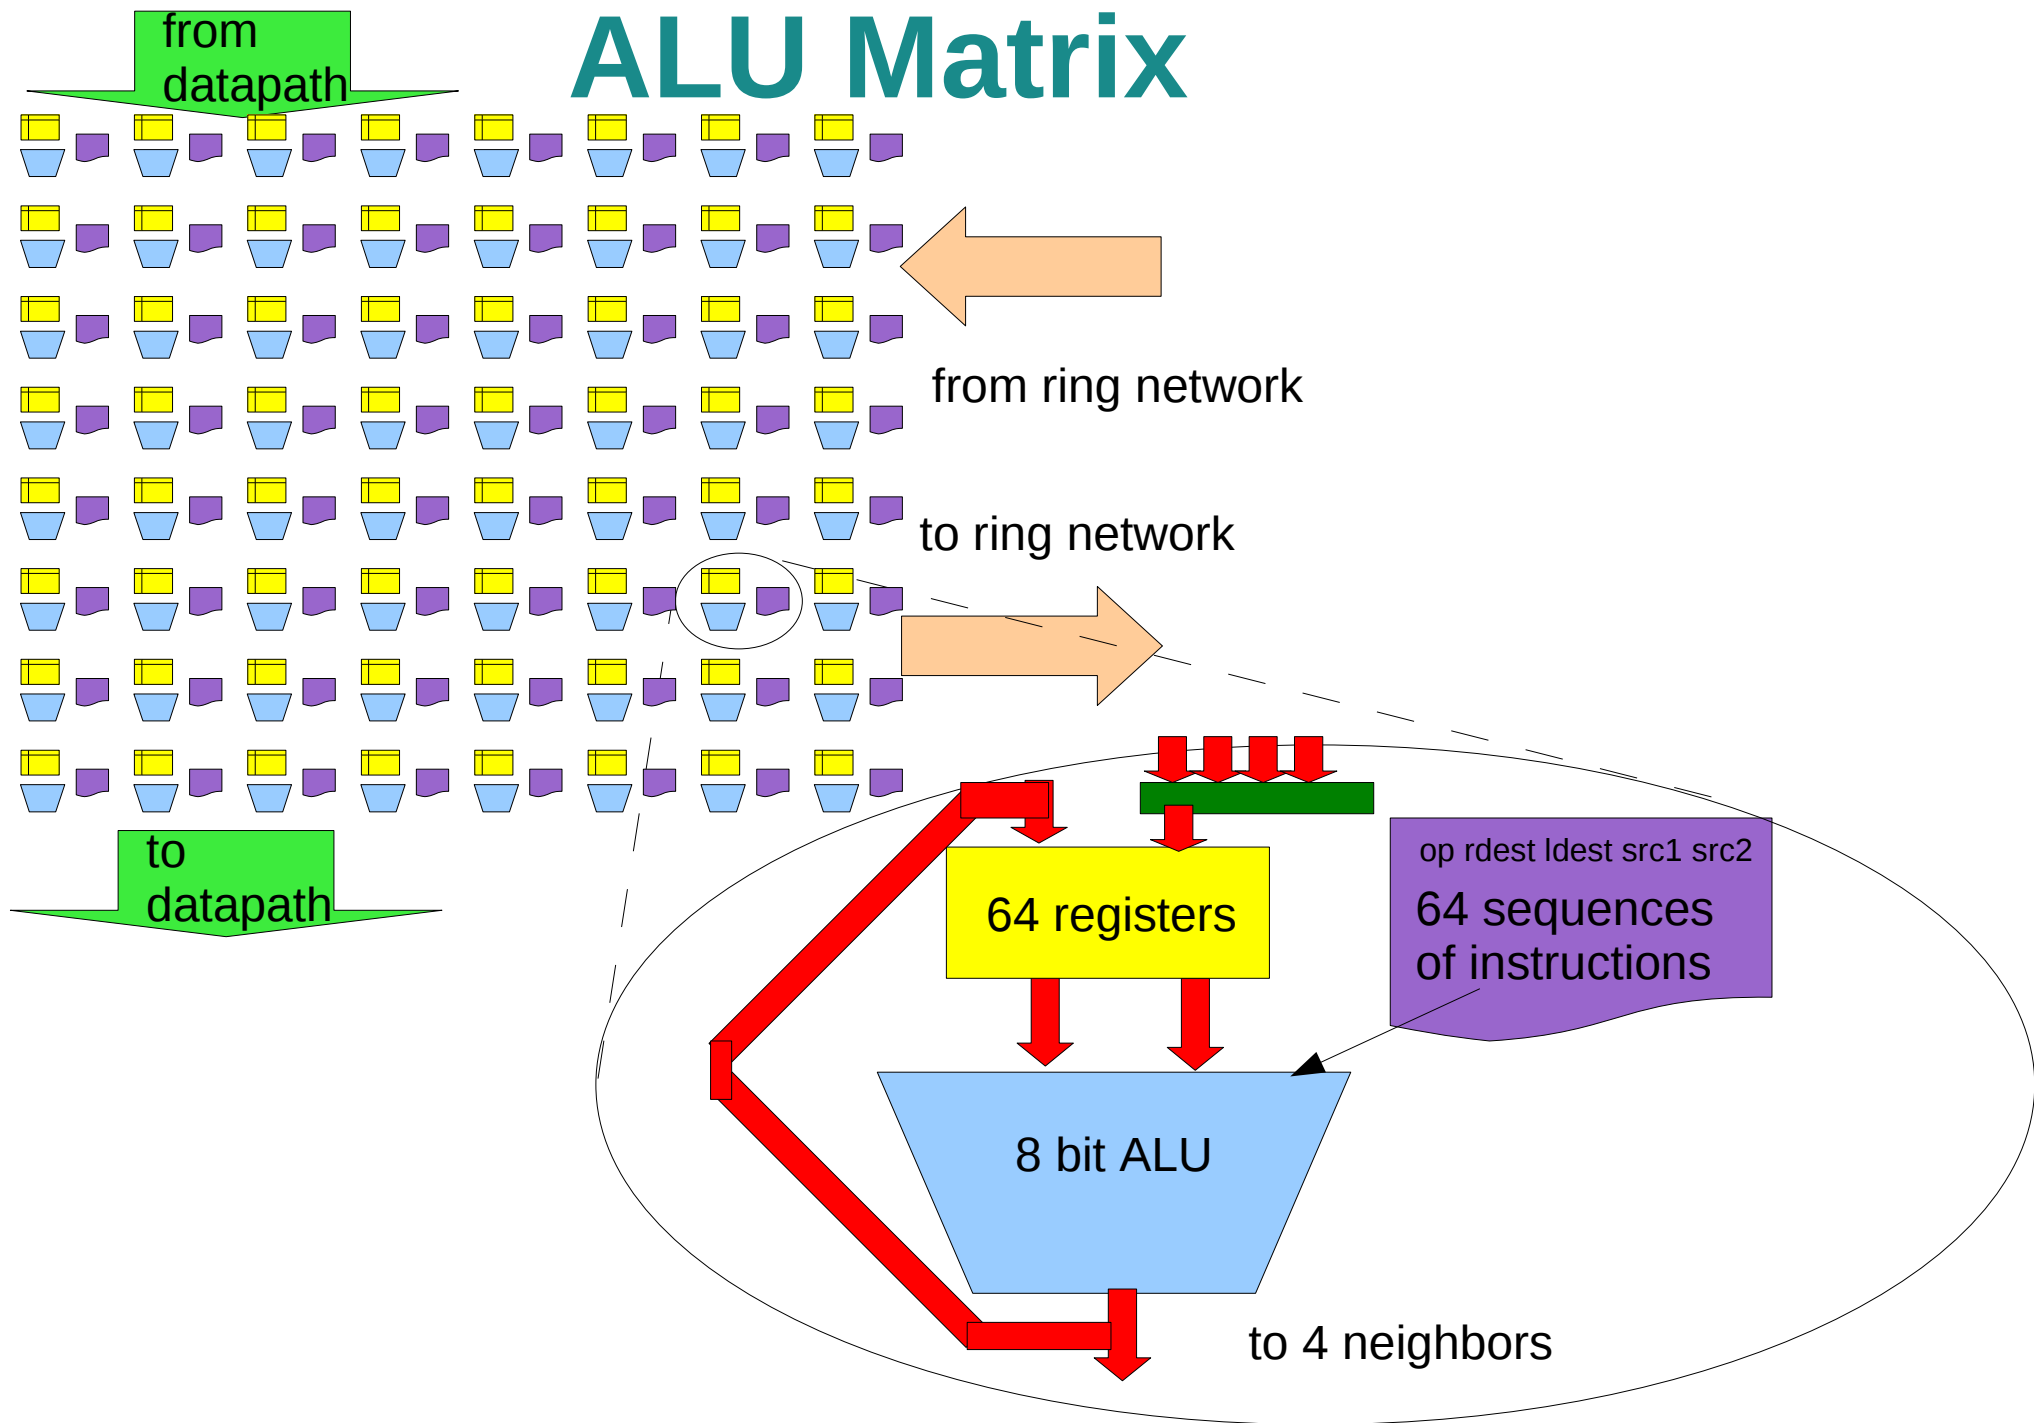 from
datapath
ALU Matrix
from ring network
to ring network
to
datapath
op rdest ldest src1 src2
64 registers
64 sequences
of instructions
8 bit ALU
to 4 neighbors